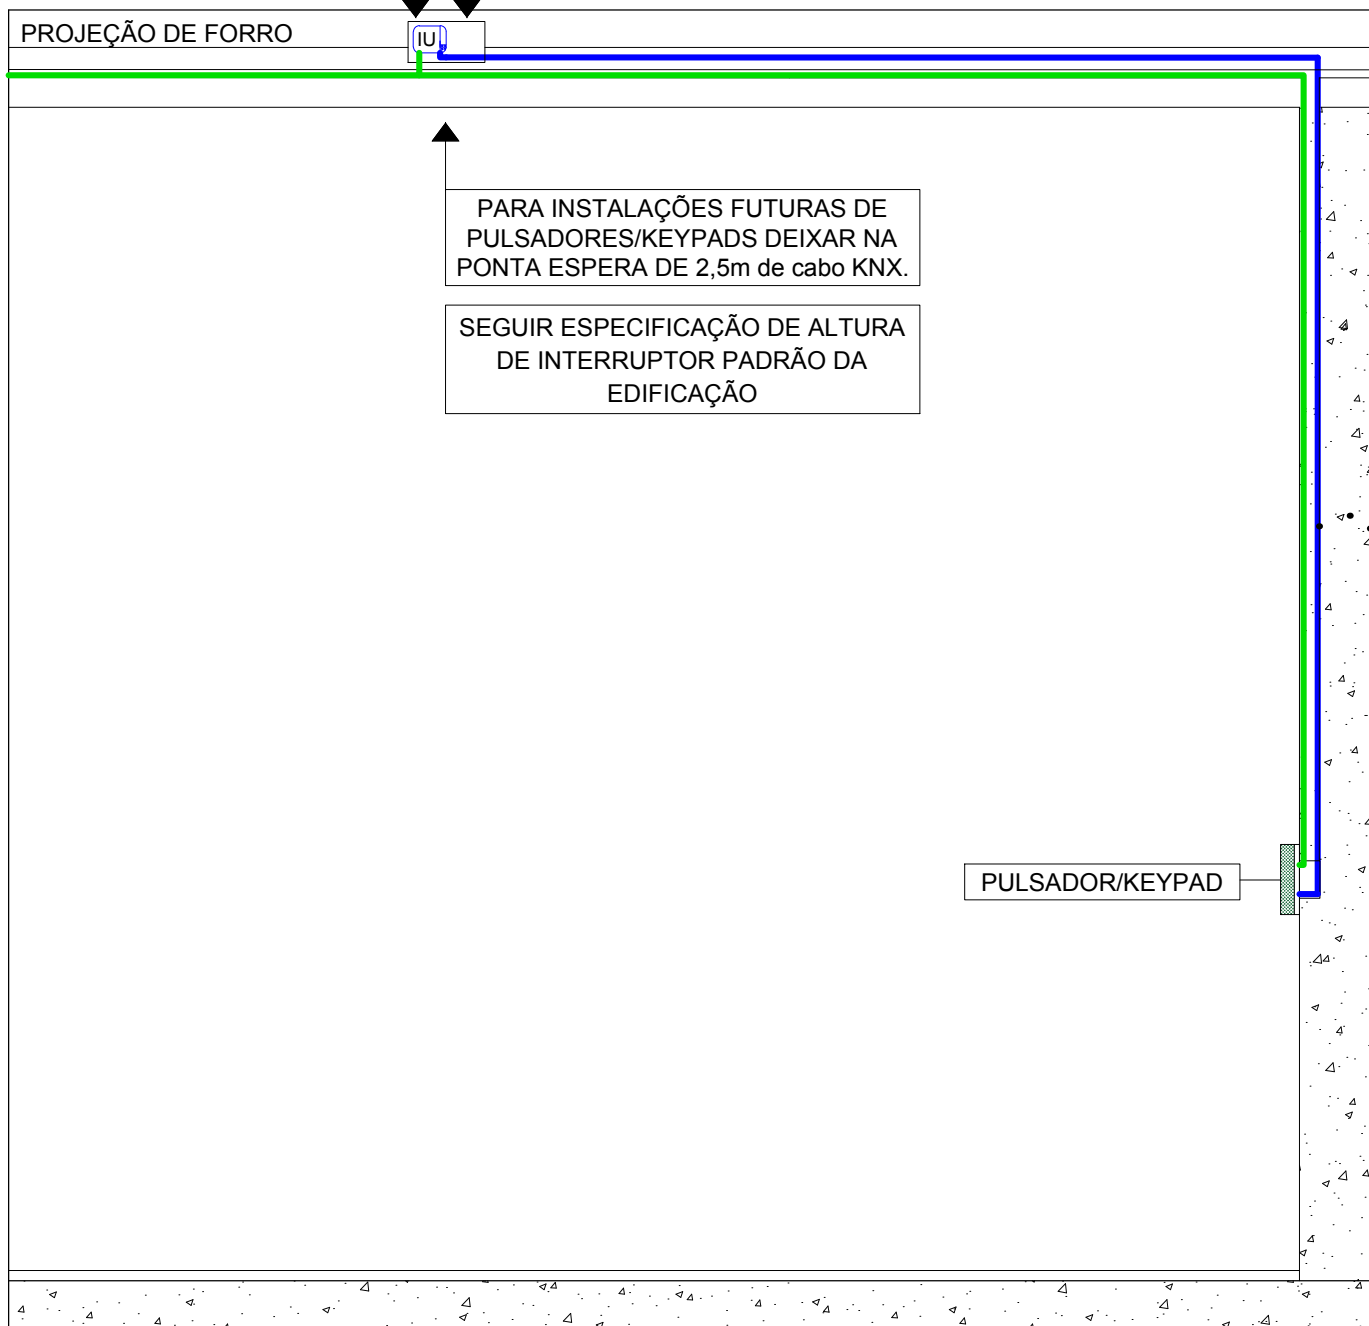 PROJEÇÃO DE FORRO
IU
PARA INSTALAÇÕES FUTURAS DE
PULSADORES/KEYPADS DEIXAR NA
PONTA ESPERA DE 2,5m de cabo KNX.
SEGUIR ESPECIFICAÇÃO DE ALTURA
DE INTERRUPTOR PADRÃO DA
EDIFICAÇÃO
PULSADOR/KEYPAD